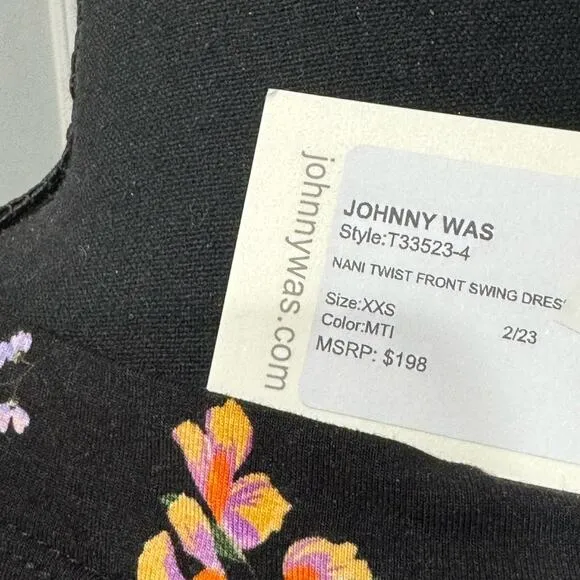 johnnywas.com
JOHNNY WAS
Style:T33523-4
NANI TWIST FRONT SWING DRES
Size:XXS
Color:MTI 2/23
MSRP: $198